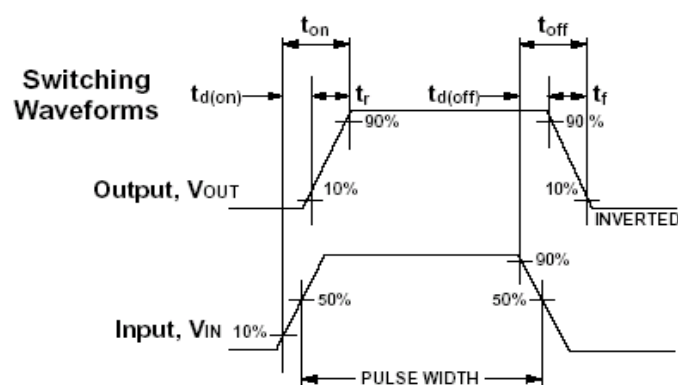 ton
toff
Switching
Waveforms
td(on)
tr
td(off)
tf
90%
90%
Output, VOUT
10%
10%
INVERTED
90%
50%
50%
Input, VIN
10%
PULSE WIDTH